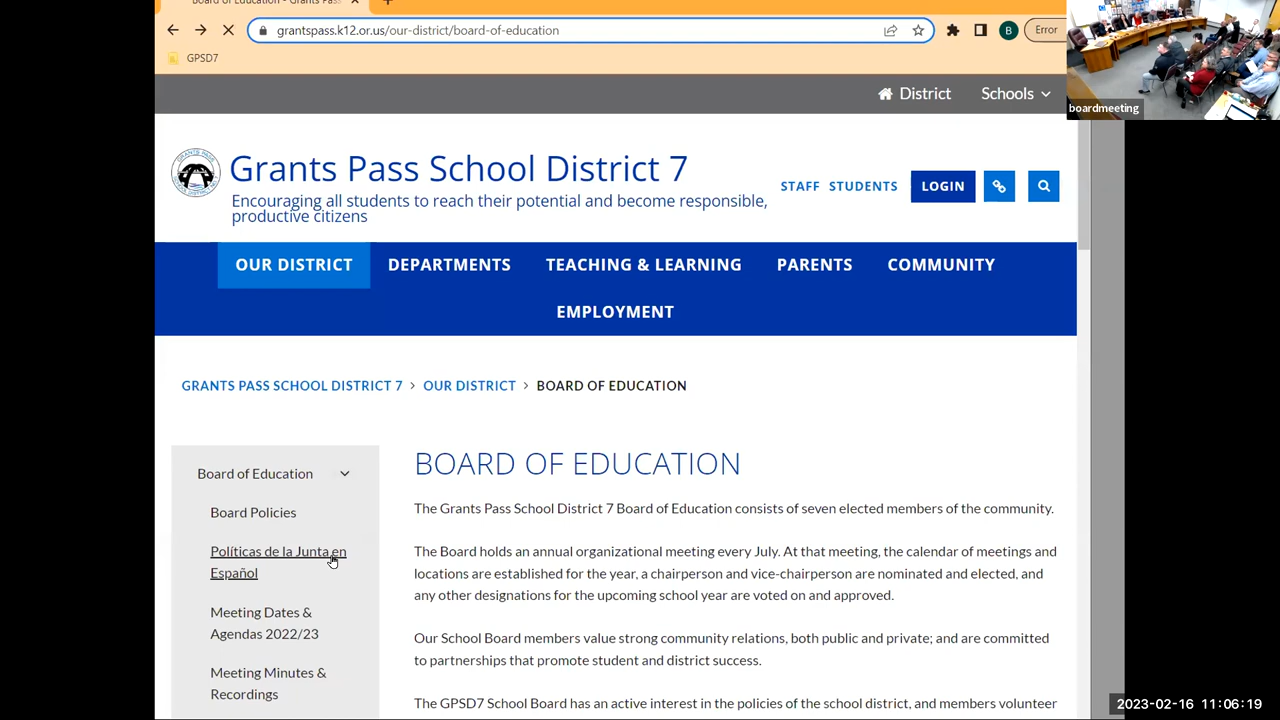 Board of Education - Grants Pass
grantspass.k12.or.us/our-district/board-of-education
B
Error
GPSD7
boardmeeting
District
Schools
Grants Pass School District 7
Encouraging all students to reach their potential and become responsible,
productive citizens
STAFF STUDENTS LOGIN
OUR DISTRICT DEPARTMENTS TEACHING & LEARNING PARENTS COMMUNITY
EMPLOYMENT
GRANTS PASS SCHOOL DISTRICT 7 > OUR DISTRICT > BOARD OF EDUCATION
Board of Education
Board Policies
Políticas de la Junta en
Español
Meeting Dates &
Agendas 2022/23
Meeting Minutes &
Recordings
BOARD OF EDUCATION
The Grants Pass School District 7 Board of Education consists of seven elected members of the community.
The Board holds an annual organizational meeting every July. At that meeting, the calendar of meetings and
locations are established for the year, a chairperson and vice-chairperson are nominated and elected, and
any other designations for the upcoming school year are voted on and approved.
Our School Board members value strong community relations, both public and private; and are committed
to partnerships that promote student and district success.
The GPSD7 School Board has an active interest in the policies of the school district, and members volunteer
2023-02-16 11:06:19